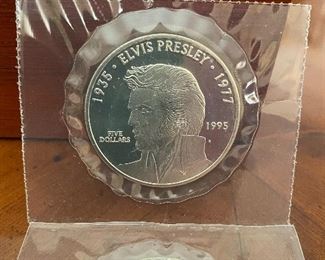 1935 · ELVIS PRESLEY · 1977
FIVE
DOLLARS
1995